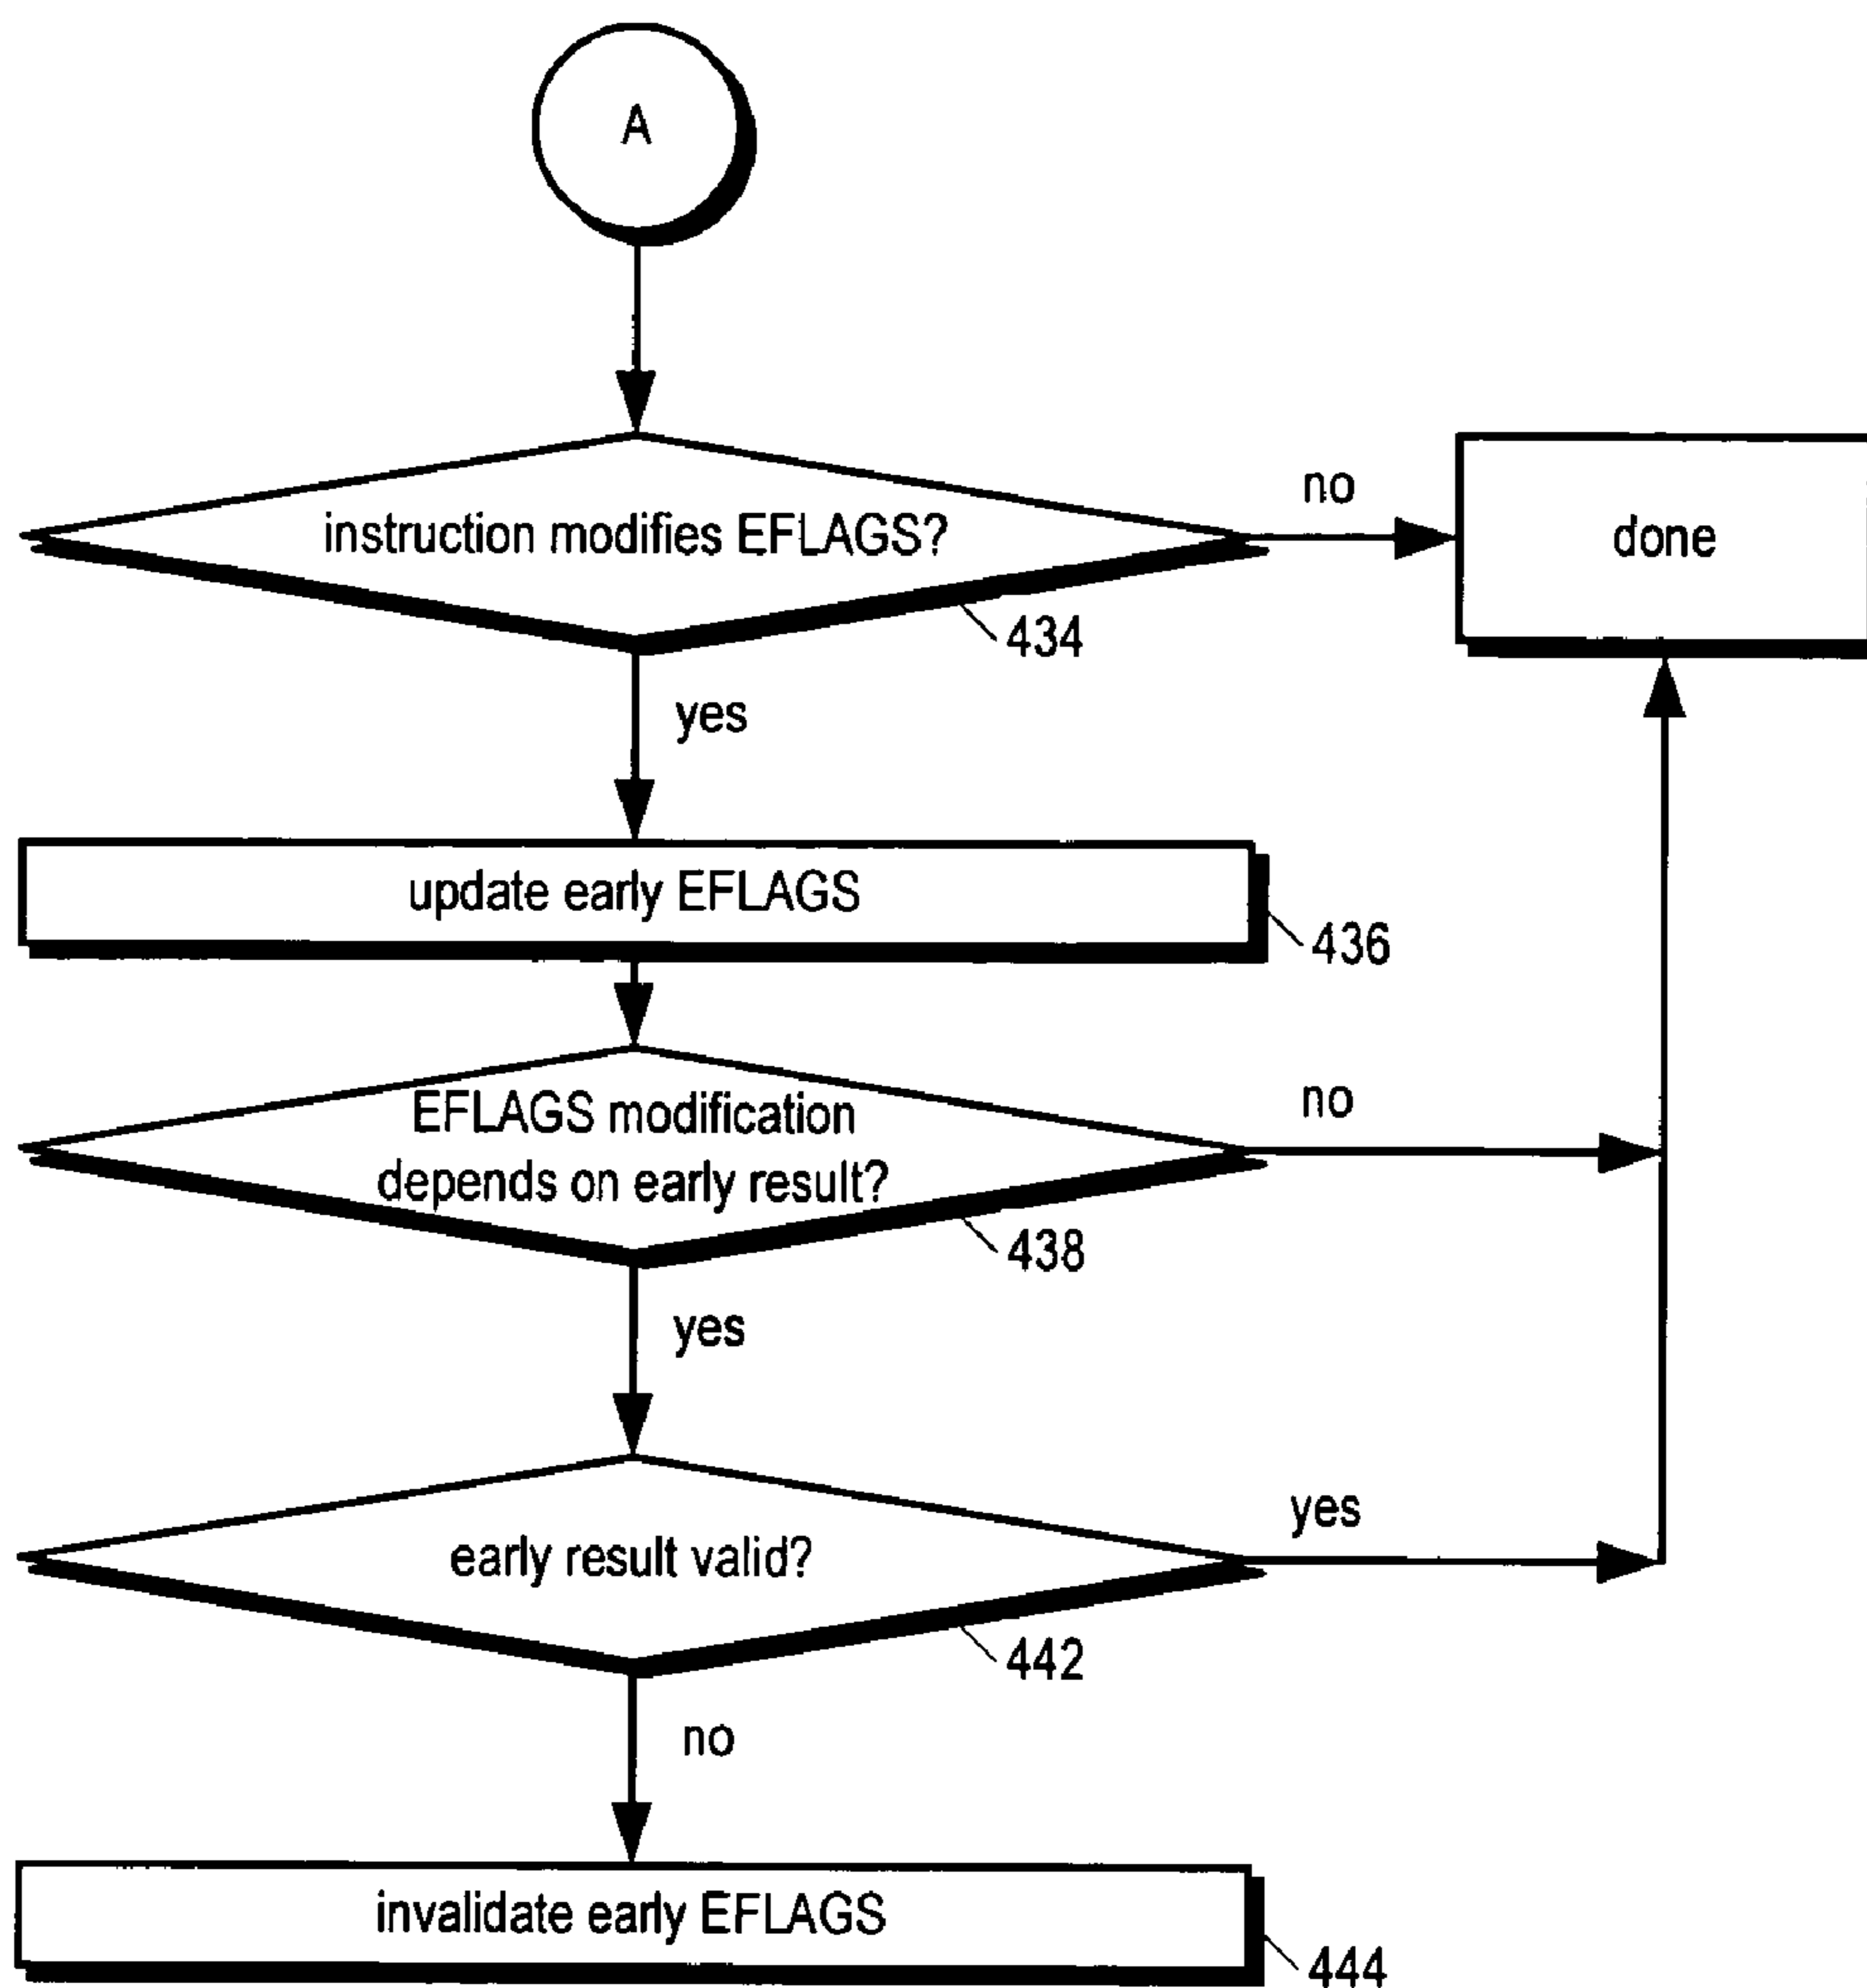 A
instruction modifies EFLAGS?
no
done
434
yes
update early EFLAGS
436
EFLAGS modification
depends on early result?
no
438
yes
early result valid?
yes
442
no
invalidate early EFLAGS
444